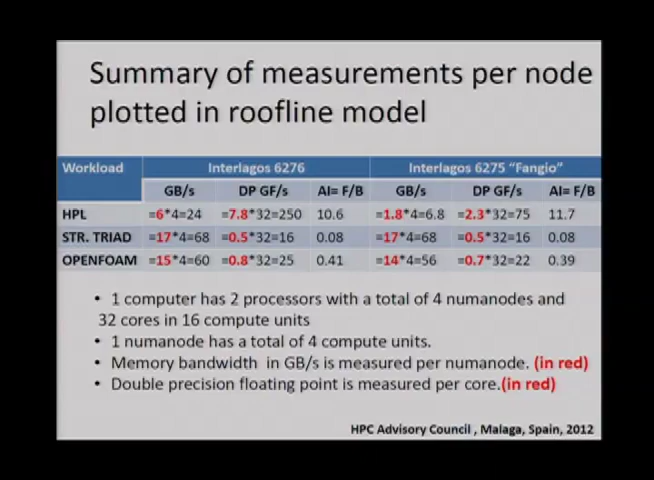 Summary of measurements per node
plotted in roofline model
Workload Interlagos 6276 Interlagos 6275 “Fangio”
GB/s DP GF/s AI= F/B GB/s DP GF/s AI= F/B
HPL =6*4=24 =7.8*32=250 10.6 =1.8*4=6.8 =2.3*32=75 11.7
STR. TRIAD =17*4=68 =0.5*32=16 0.08 =17*4=68 =0.5*32=16 0.08
OPENFOAM =15*4=60 =0.8*32=25 0.41 =14*4=56 =0.7*32=22 0.39
• 1 computer has 2 processors with a total of 4 numanodes and
32 cores in 16 compute units
• 1 numanode has a total of 4 compute units.
• Memory bandwidth in GB/s is measured per numanode. (in red)
• Double precision floating point is measured per core.(in red)
HPC Advisory Council , Malaga, Spain, 2012